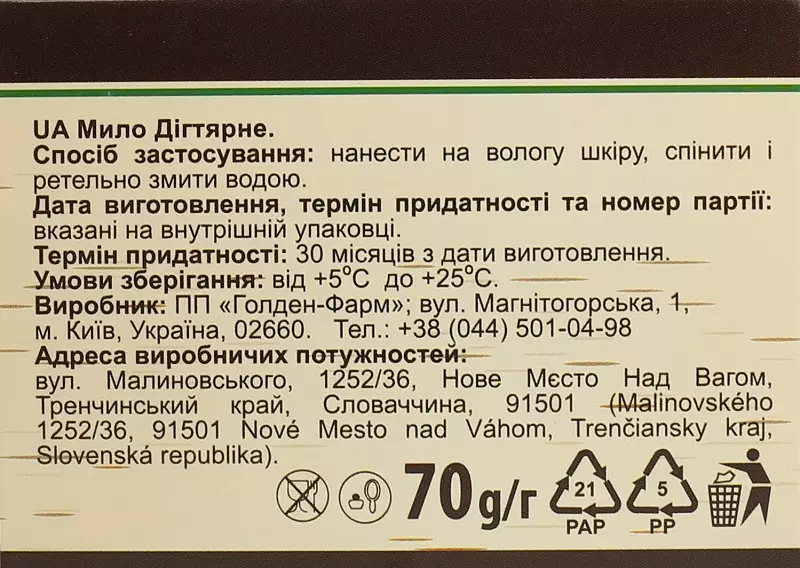 UA Мило Дігтярне.
Спосіб застосування: нанести на вологу шкіру, спінити і
ретельно змити водою.
Дата виготовлення, термін придатності та номер партії:
вказані на внутрішній упаковці.
Термін придатності: 30 місяців з дати виготовлення.
Умови зберігання: від +5°С до +25°С.
Виробник: ПП «Голден-Фарм»; вул. Магнітогорська, 1,
м. Київ, Україна, 02660. Тел.: +38 (044) 501-04-98
Адреса виробничих потужностей:
вул. Малиновського, 1252/36, Нове Мєсто Над Вагом,
Тренчинський край, Словаччина, 91501 (Malinovského
1252/36, 91501 Nové Mesto nad Váhom, Trenčiansky kraj,
Slovenská republika).
70 g/г
21
PAP
5
PP